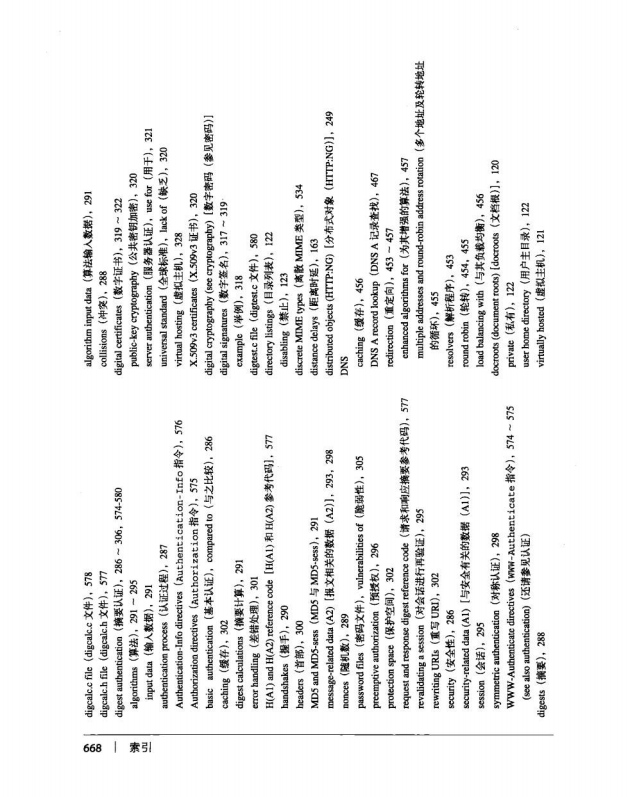 668 | 索引
digcalc.c file（digcalc.c 文件），578
digcalc.h file（digcalc.h 文件），577
digest authentication（摘要认证），286 ~ 306，574-580
algorithms（算法），291 ~ 295
input data（输人数据），291
authentication process（认证过程），287
Authentication-Info directives（Authentication-Info 指令），576
Authorization directives（Authorization 指令），575
basic authentication（基本认证），compared to（与之比较），286
caching（缓存），302
digest calculations（摘要计算），291
error handling（差错处理），301
H(A1) and H(A2) reference code［H(A1) 和 H(A2) 参考代码］，577
handshakes（握手），290
headers（首部），300
MD5 and MD5-sess（MD5 与 MD5-sess），291
message-related data (A2)［报文相关的数据（A2）］，293，298
nonces（随机数），289
password files（密码文件），vulnerabilities of（脆弱性），305
preemptive authorization（预授权），296
protection space（保护空间），302
request and response digest reference code（请求和响应摘要参考代码），577
revalidating a session（对会话进行再验证），295
rewriting URIs（重写 URI），302
security（安全性），286
security-related data (A1)［与安全有关的数据（A1）］，293
session（会话），295
symmetric authentication（对称认证），298
WWW-Authenticate directives（WWW-Authenticate 指令），574 ~ 575
(see also authentication)（还请参见认证）
digests（摘要），288
algorithm input data（算法输人数据），291
collisions（冲突），288
digital certificates（数字证书），319 ~ 322
public-key cryptography（公共密钥加密），320
server authentication（服务器认证），use for（用于），321
universal standard（全球标准），lack of（缺乏），320
virtual hosting（虚拟主机），328
X.509v3 certificates（X.509v3 证书），320
digital cryptography (see cryptography)［数字密码（参见密码）］
digital signatures（数字签名），317 ~ 319
example（举例），318
digtest.c file（digtest.c 文件），580
directory listings（目录列表），122
disabling（禁止），123
discrete MIME types（离散 MIME 类型），534
distance delays（距离时延），163
distributed objects (HTTP-NG)［分布式对象（HTTP-NG）］，249
DNS
caching（缓存），456
DNS A record lookup（DNS A 记录查找），467
redirection（重定向），453 ~ 457
enhanced algorithms for（为其增强的算法），457
multiple addresses and round-robin address rotation（多个地址及轮转地址
的循环），455
resolvers（解析程序），453
round robin（轮转），454，455
load balancing with（与其负载均衡），456
docroots (document roots)［docroots（文档根）］，120
private（私有），122
user home directory（用户主目录），122
virtually hosted（虚拟主机），121